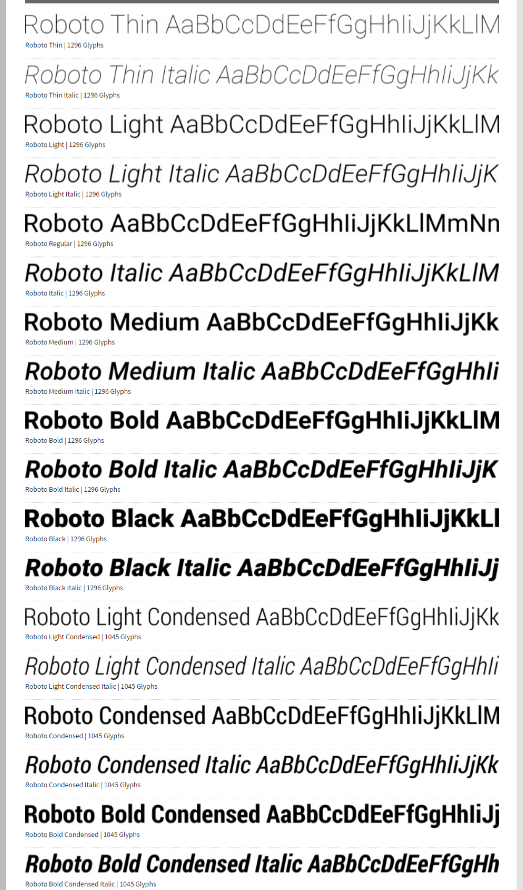 Roboto Thin AaBbCcDdEeFfGgHhIiJjKkLlM
Roboto Thin | 1296 Glyphs
Roboto Thin Italic AaBbCcDdEeFfGgHhIiJjKk
Roboto Thin Italic | 1296 Glyphs
Roboto Light AaBbCcDdEeFfGgHhIiJjKkLlM
Roboto Light | 1296 Glyphs
Roboto Light Italic AaBbCcDdEeFfGgHhIiJjK
Roboto Light Italic | 1296 Glyphs
Roboto AaBbCcDdEeFfGgHhIiJjKkLlMmNn
Roboto Regular | 1296 Glyphs
Roboto Italic AaBbCcDdEeFfGgHhIiJjKkLlM
Roboto Italic | 1296 Glyphs
Roboto Medium AaBbCcDdEeFfGgHhIiJjKk
Roboto Medium | 1296 Glyphs
Roboto Medium Italic AaBbCcDdEeFfGgHhIi
Roboto Medium Italic | 1296 Glyphs
Roboto Bold AaBbCcDdEeFfGgHhIiJjKkLlM
Roboto Bold | 1296 Glyphs
Roboto Bold Italic AaBbCcDdEeFfGgHhIiJjK
Roboto Bold Italic | 1296 Glyphs
Roboto Black AaBbCcDdEeFfGgHhIiJjKkLl
Roboto Black | 1296 Glyphs
Roboto Black Italic AaBbCcDdEeFfGgHhIiJj
Roboto Black Italic | 1296 Glyphs
Roboto Light Condensed AaBbCcDdEeFfGgHhIiJjKk
Roboto Light Condensed | 1045 Glyphs
Roboto Light Condensed Italic AaBbCcDdEeFfGgHhIi
Roboto Light Condensed Italic | 1045 Glyphs
Roboto Condensed AaBbCcDdEeFfGgHhIiJjKkLlM
Roboto Condensed | 1045 Glyphs
Roboto Condensed Italic AaBbCcDdEeFfGgHhIiJjKk
Roboto Condensed Italic | 1045 Glyphs
Roboto Bold Condensed AaBbCcDdEeFfGgHhIiJj
Roboto Bold Condensed | 1045 Glyphs
Roboto Bold Condensed Italic AaBbCcDdEeFfGgHh
Roboto Bold Condensed Italic | 1045 Glyphs